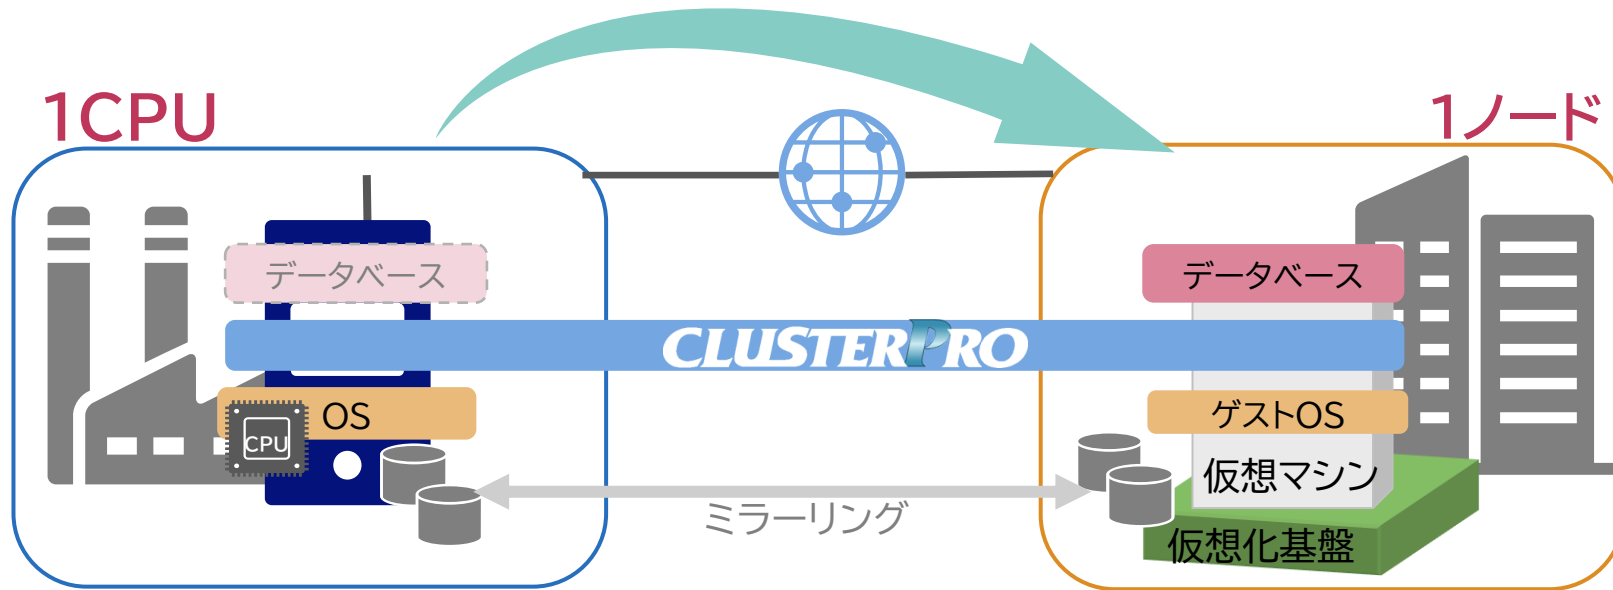 1CPU
1ノード
データベース
データベース
CLUSTERPRO
OS
CPU
ゲストOS
仮想マシン
ミラーリング
仮想化基盤